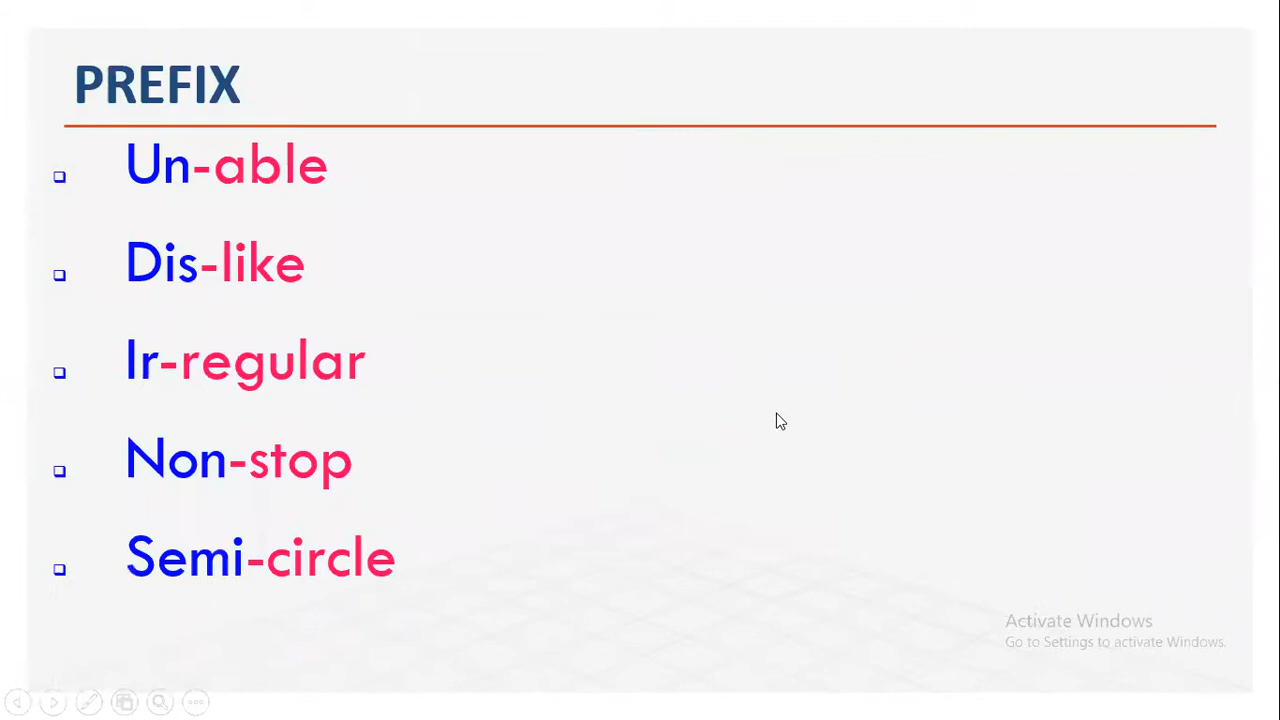 PREFIX
Un-able
Dis-like
Ir-regular
Non-stop
Semi-circle
Activate Windows
Go to Settings to activate Windows.